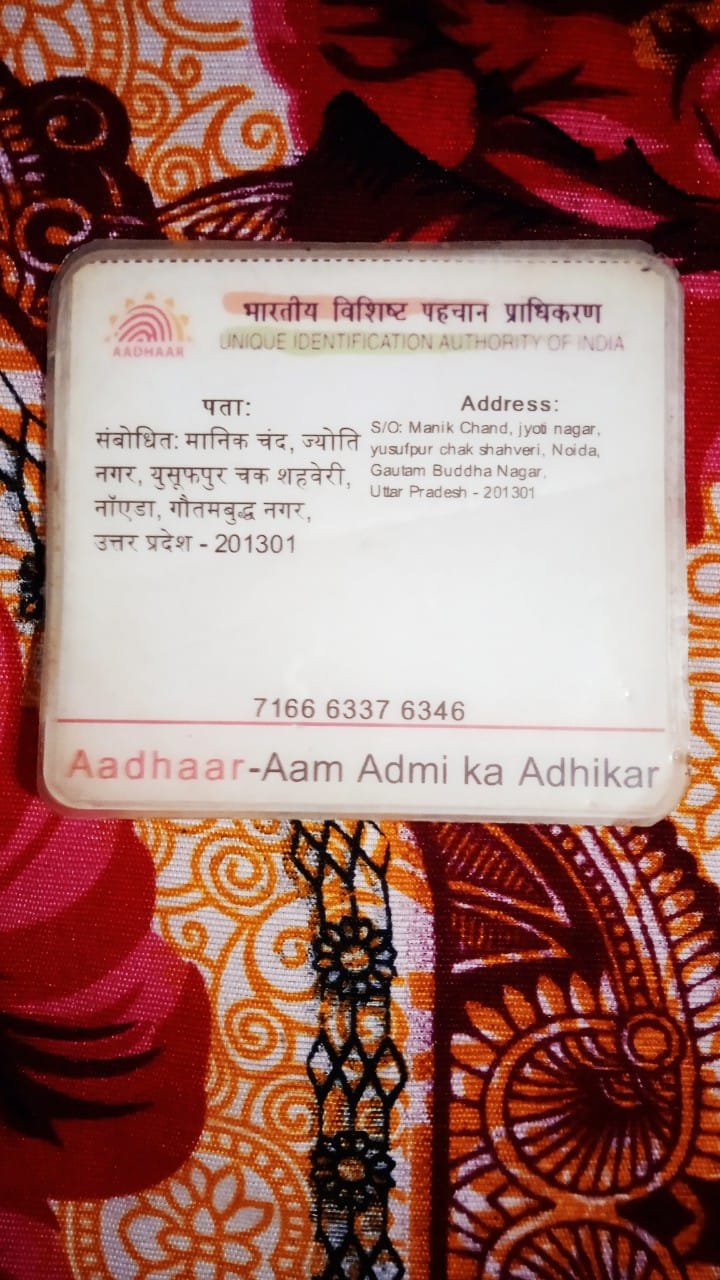 AADHAAR
भारतीय विशिष्ट पहचान प्राधिकरण
UNIQUE IDENTIFICATION AUTHORITY OF INDIA
पता:
संबोधित: मानिक चंद, ज्योति
नगर, युसूफपुर चक शहवेरी,
नॉएडा, गौतमबुद्ध नगर,
उत्तर प्रदेश - 201301
Address:
S/O: Manik Chand, jyoti nagar,
yusufpur chak shahveri, Noida,
Gautam Buddha Nagar,
Uttar Pradesh - 201301
7166 6337 6346
Aadhaar-Aam Admi ka Adhikar